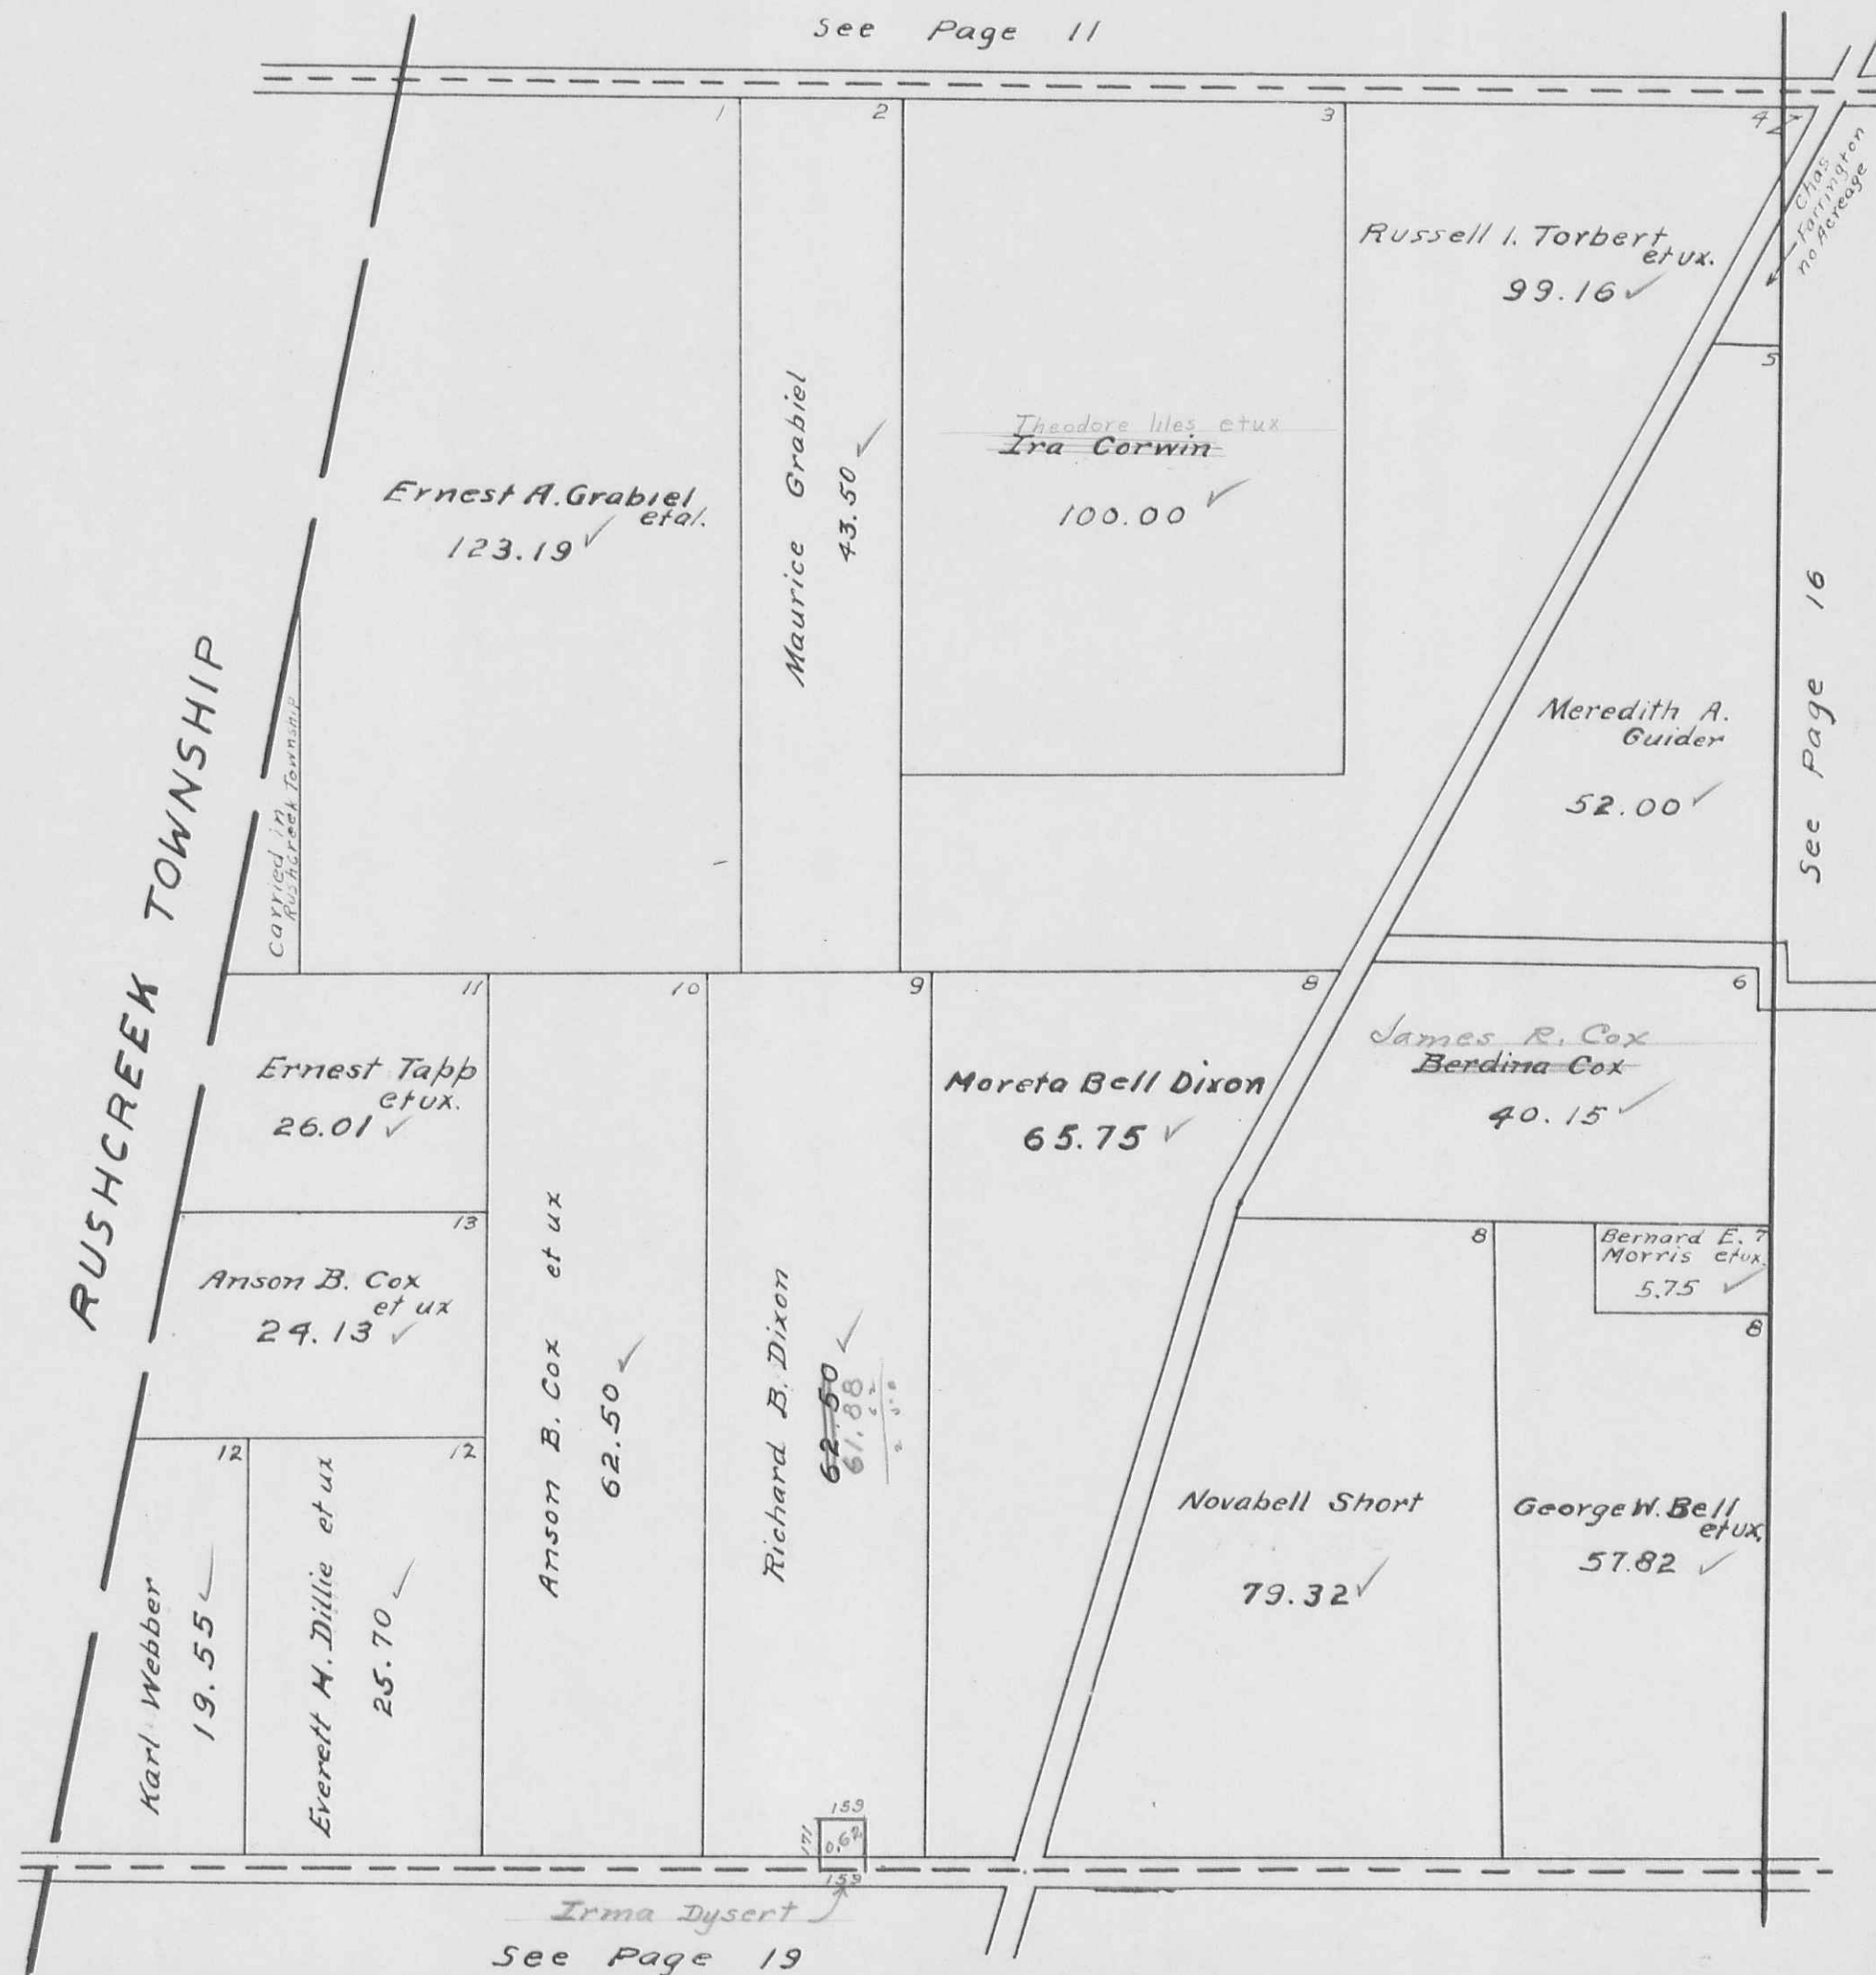 See Page 11
1
2
3
4
Chas
Farrington
no Acreage
Russell I. Torbert
et ux.
99.16 ✓
5
Maurice Grabiel
43.50 ✓
Theodore Iiles et ux
Ira Corwin
100.00 ✓
Ernest A. Grabiel
et al.
123.19 ✓
See Page 16
Meredith A.
Guider
52.00 ✓
RUSHCREEK TOWNSHIP
Carried in
Rushcreek Township
11
10
9
8
6
James R. Cox
Berdina Cox
40.15 ✓
Ernest Tapp
et ux.
26.01 ✓
Moreta Bell Dixon
65.75 ✓
13
Anson B. Cox
et ux
24.13 ✓
8
Bernard E. 7
Morris et ux.
5.75 ✓
8
Anson B. Cox et ux
62.50 ✓
Richard B. Dixon
62.50 ✓
61.88
12
12
Karl Webber
19.55 ✓
Everett H. Dillie et ux
25.70 ✓
Novabell Short
79.32 ✓
George W. Bell
et ux.
57.82 ✓
159
171
0.62
159
Irma Dysert
See Page 19